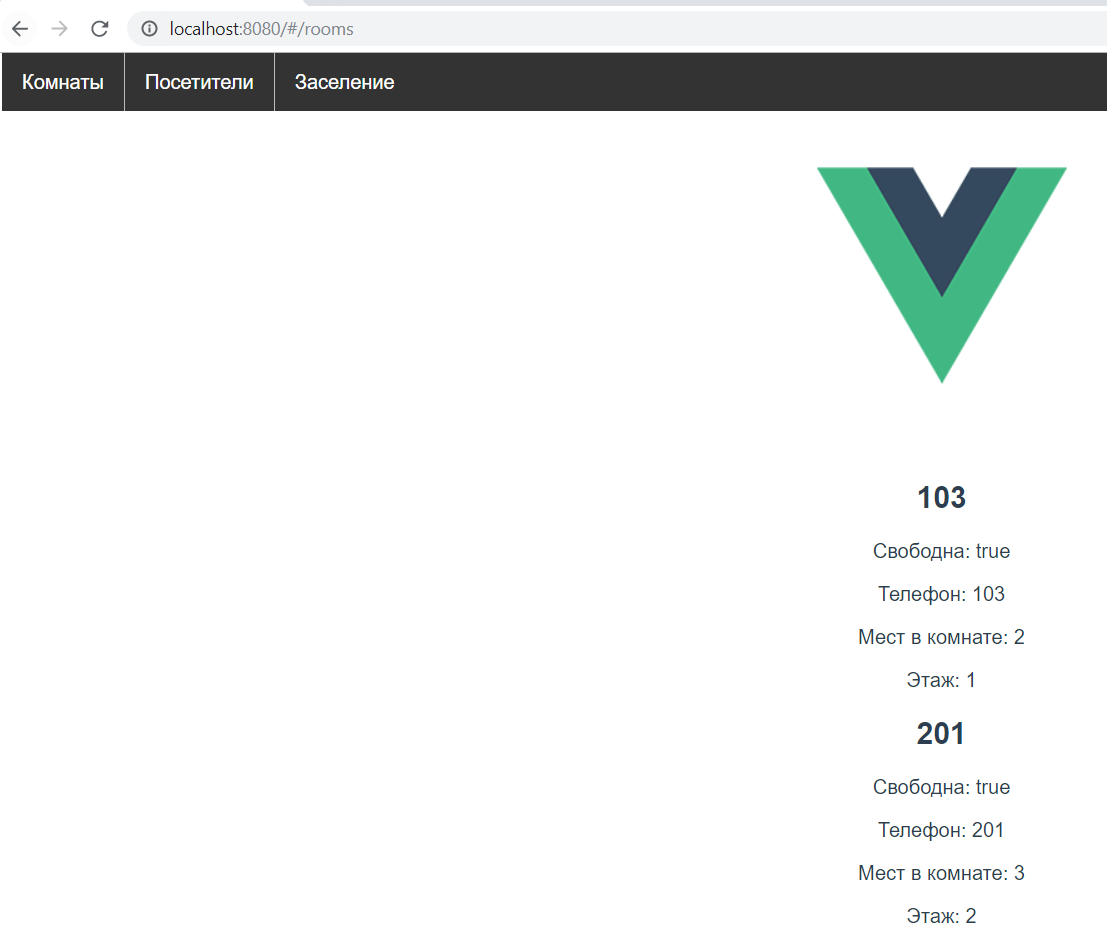 localhost:8080/#/rooms
Комнаты Посетители Заселение
103
Свободна: true
Телефон: 103
Мест в комнате: 2
Этаж: 1
201
Свободна: true
Телефон: 201
Мест в комнате: 3
Этаж: 2